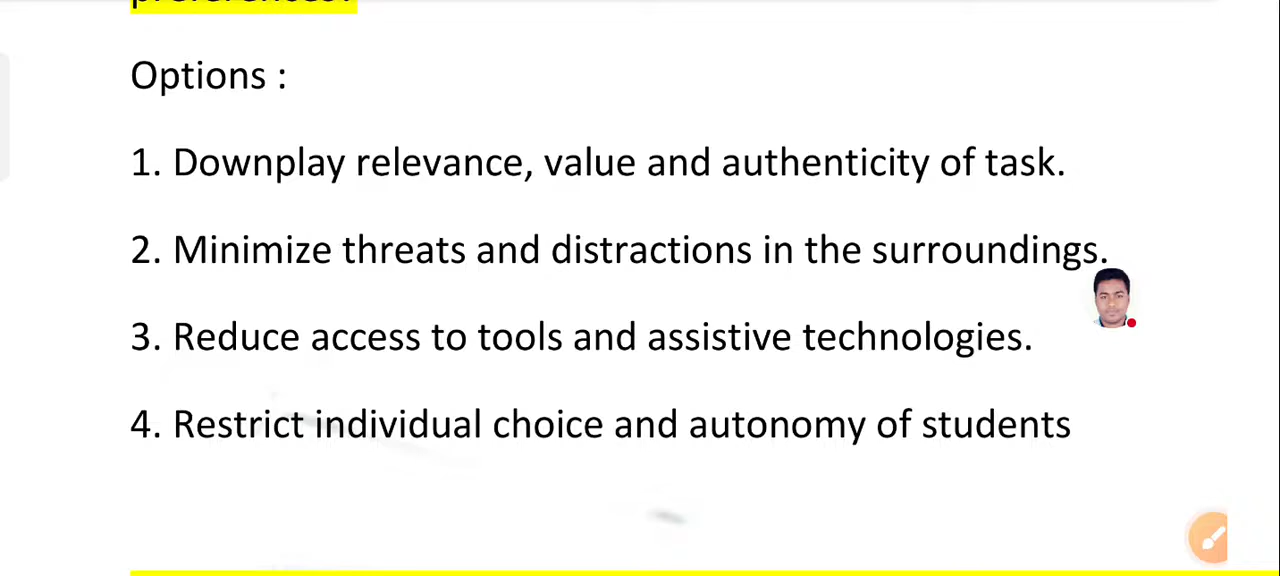 Options :
1. Downplay relevance, value and authenticity of task.
2. Minimize threats and distractions in the surroundings.
3. Reduce access to tools and assistive technologies.
4. Restrict individual choice and autonomy of students